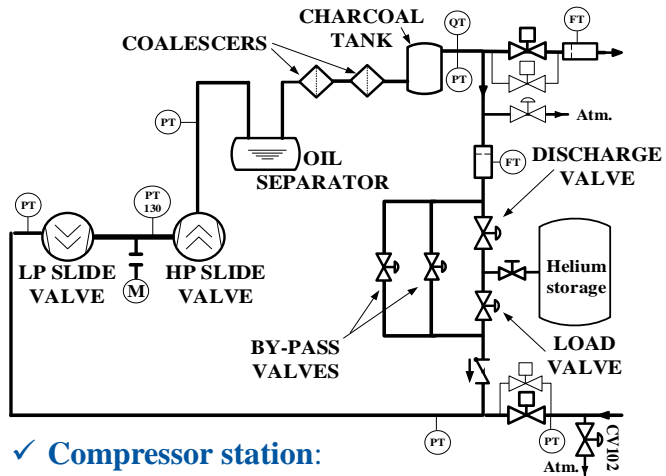 CHARCOAL
TANK
QT
FT
COALESCERS
PT
PT
Atm.
OIL
SEPARATOR
FT
DISCHARGE
VALVE
PT
PT
130
LP SLIDE
VALVE
HP SLIDE
VALVE
M
Helium
storage
BY-PASS
VALVES
LOAD
VALVE
PT
PT
CV102
Atm.
✓ Compressor station: